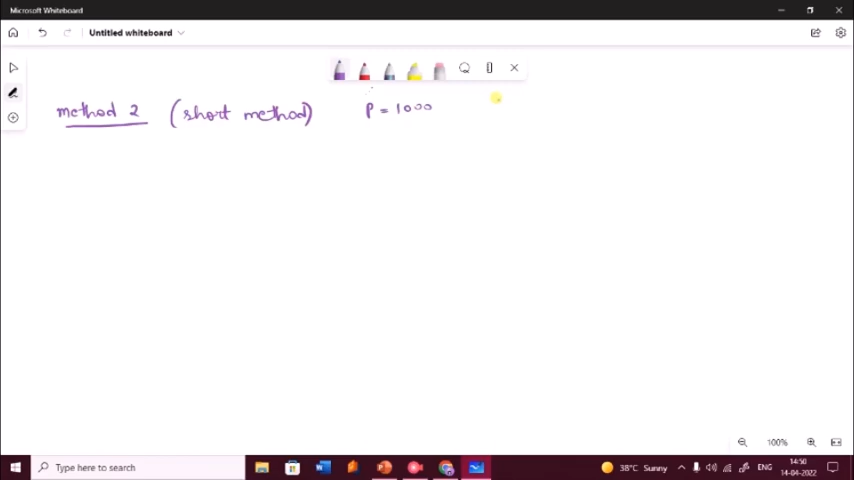 Microsoft Whiteboard
Untitled whiteboard
method 2 (short method) P = 1000
100%
Type here to search
38°C Sunny
ENG
14:50
14-04-2022